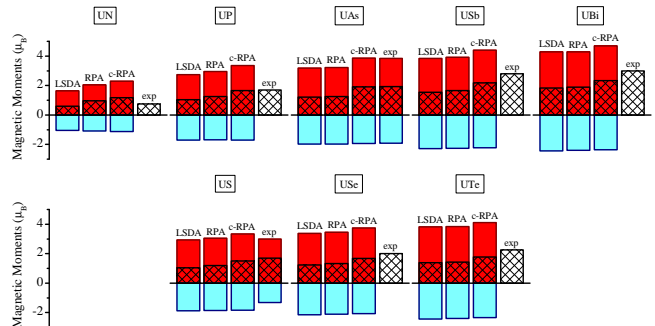 UN UP UAs USb UBi
Magnetic Moments (μB)
4
2
0
-2
LSDA RPA c-RPA exp
LSDA RPA c-RPA exp
LSDA RPA c-RPA exp
LSDA RPA c-RPA exp
LSDA RPA c-RPA exp
US USe UTe
Magnetic Moments (μB)
4
2
0
-2
LSDA RPA c-RPA exp
LSDA RPA c-RPA exp
LSDA RPA c-RPA exp